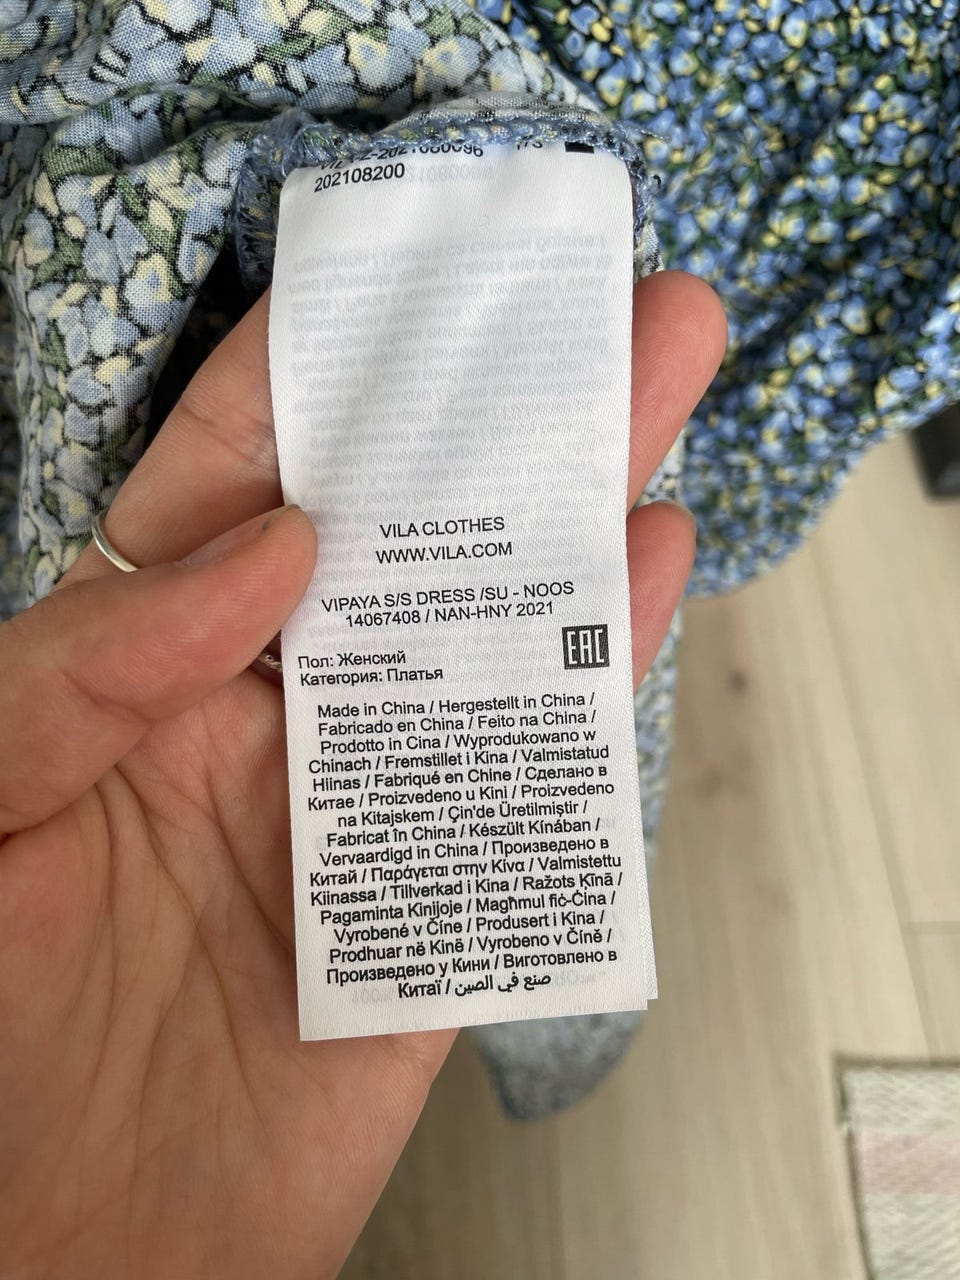 202108200
VILA CLOTHES
WWW.VILA.COM
VIPAYA S/S DRESS /SU - NOOS
14067408 / NAN-HNY 2021
EAC
Пол: Женский
Категория: Платья
Made in China / Hergestellt in China /
Fabricado en China / Feito na China /
Prodotto in Cina / Wyprodukowano w
Chinach / Fremstillet i Kina / Valmistatud
Hiinas / Fabriqué en Chine / Сделано в
Китае / Proizvedeno u Kini / Proizvedeno
na Kitajskem / Çin'de Üretilmiştir /
Fabricat în China / Készült Kínában /
Vervaardigd in China / Произведено в
Китай / Παράγεται στην Κίνα / Valmistettu
Kiinassa / Tillverkad i Kina / Ražots Ķīnā /
Pagaminta Kinijoje / Magħmul fiċ-Ċina /
Vyrobené v Číne / Produsert i Kina /
Prodhuar në Kinë / Vyrobeno v Číně /
Произведено у Кини / Виготовлено в
Китаї / صنع في الصين